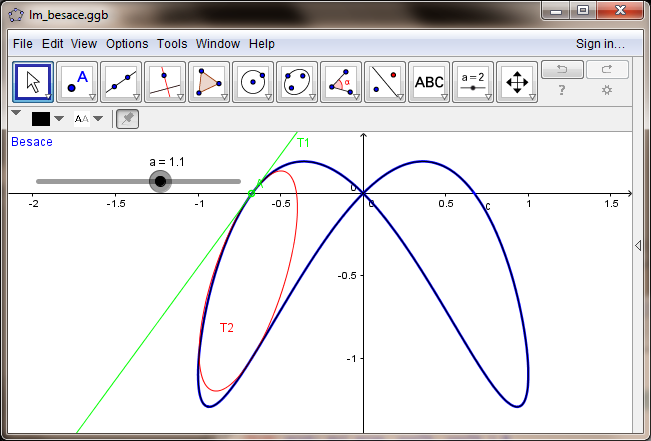 lm_besace.ggb
File Edit View Options Tools Window Help Sign in...
A α ABC a = 2 ?
AA
Besace
T1
a = 1.1
A
0
-2 -1.5 -1 -0.5 0 0.5 1 1.5
c
-0.5
T2
-1